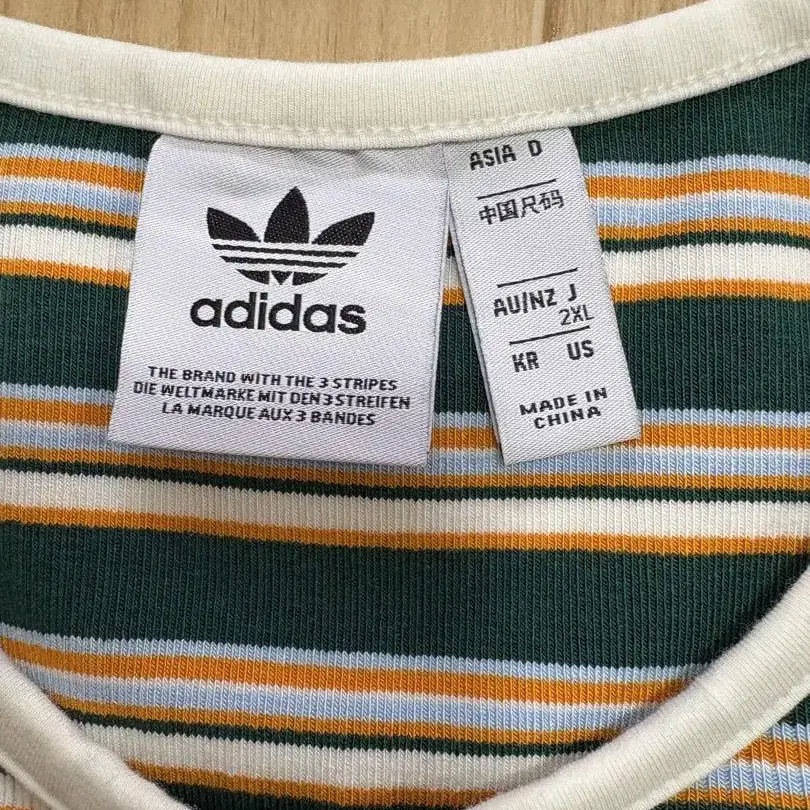 adidas
THE BRAND WITH THE 3 STRIPES
DIE WELTMARKE MIT DEN 3 STREIFEN
LA MARQUE AUX 3 BANDES
ASIA D
中国尺码
AU/NZ J
2XL
KR US
MADE IN
CHINA